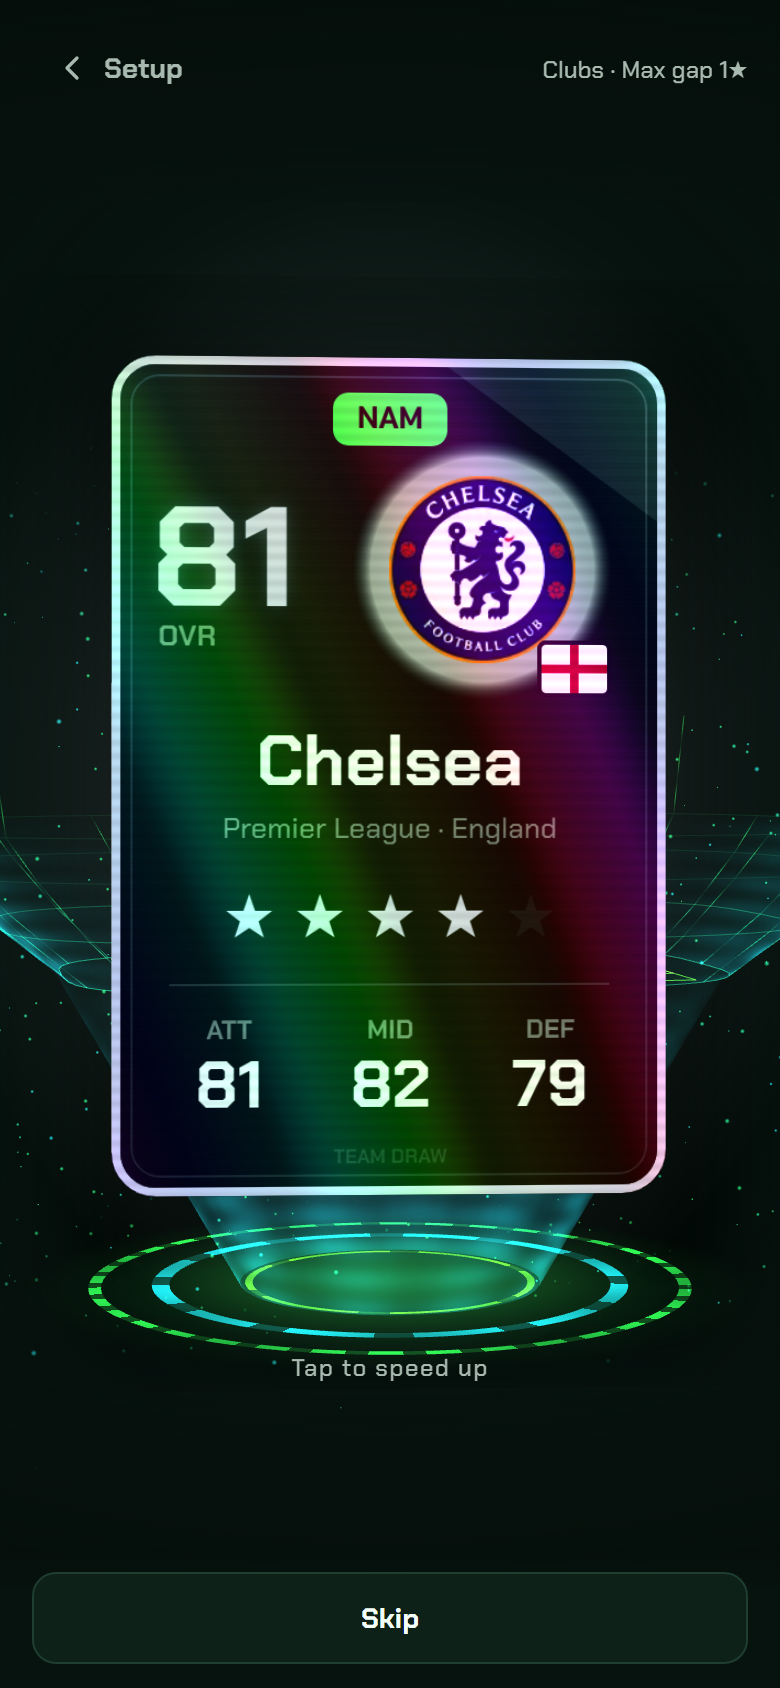 Setup
Clubs · Max gap 1★
NAM
81
OVR
CHELSEA
FOOTBALL CLUB
Chelsea
Premier League · England
ATT
MID
DEF
81
82
79
TEAM DRAW
Tap to speed up
Skip